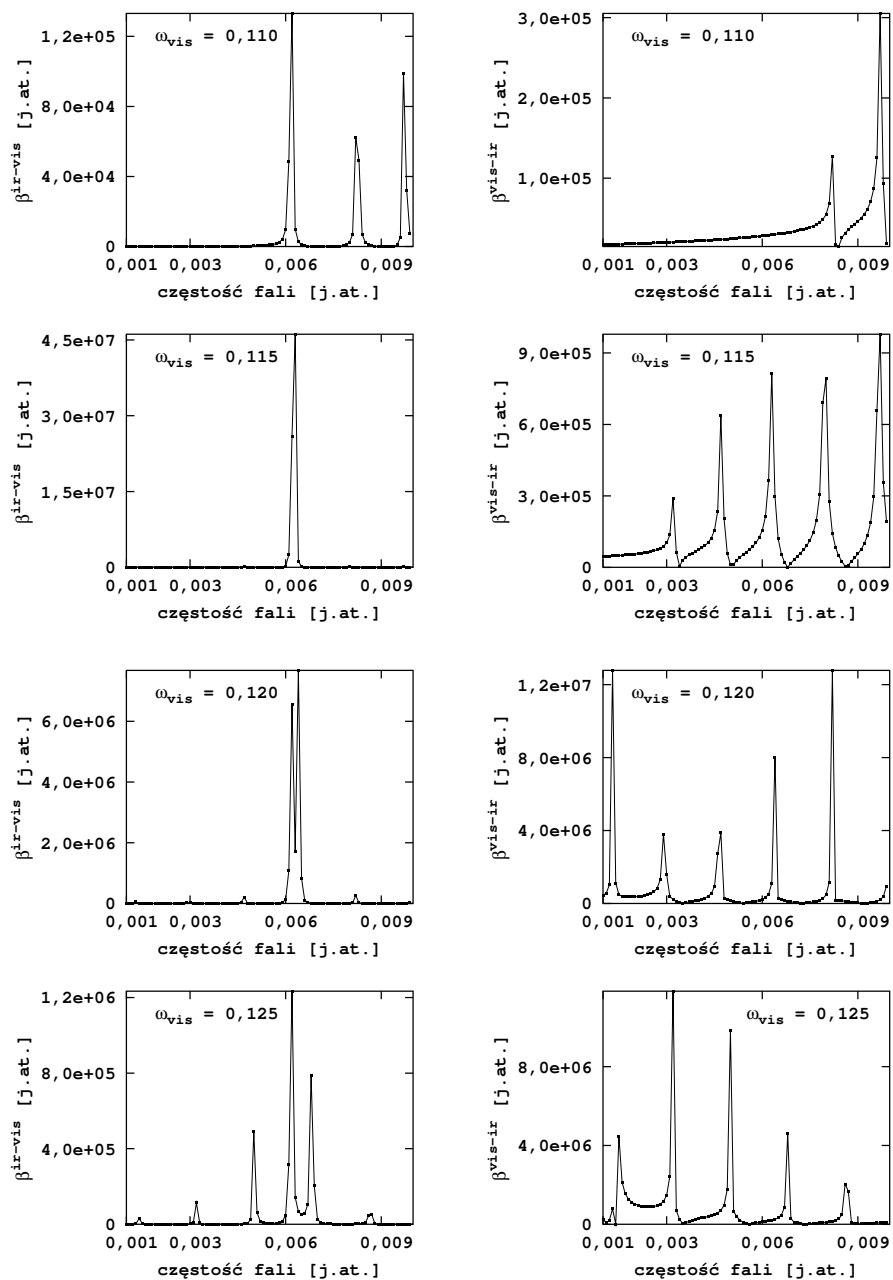 1,2e+05
8,0e+04
4,0e+04
0
β^ir-vis [j.at.]
ω_vis = 0,110
0,001 0,003 0,006 0,009
częstość fali [j.at.]
3,0e+05
2,0e+05
1,0e+05
β^vis-ir [j.at.]
ω_vis = 0,110
0,001 0,003 0,006 0,009
częstość fali [j.at.]
4,5e+07
3,0e+07
1,5e+07
0
β^ir-vis [j.at.]
ω_vis = 0,115
0,001 0,003 0,006 0,009
częstość fali [j.at.]
9,0e+05
6,0e+05
3,0e+05
0
β^vis-ir [j.at.]
ω_vis = 0,115
0,001 0,003 0,006 0,009
częstość fali [j.at.]
6,0e+06
4,0e+06
2,0e+06
0
β^ir-vis [j.at.]
ω_vis = 0,120
0,001 0,003 0,006 0,009
częstość fali [j.at.]
1,2e+07
8,0e+06
4,0e+06
0
β^vis-ir [j.at.]
ω_vis = 0,120
0,001 0,003 0,006 0,009
częstość fali [j.at.]
1,2e+06
8,0e+05
4,0e+05
0
β^ir-vis [j.at.]
ω_vis = 0,125
0,001 0,003 0,006 0,009
częstość fali [j.at.]
8,0e+06
4,0e+06
0
β^vis-ir [j.at.]
ω_vis = 0,125
0,001 0,003 0,006 0,009
częstość fali [j.at.]